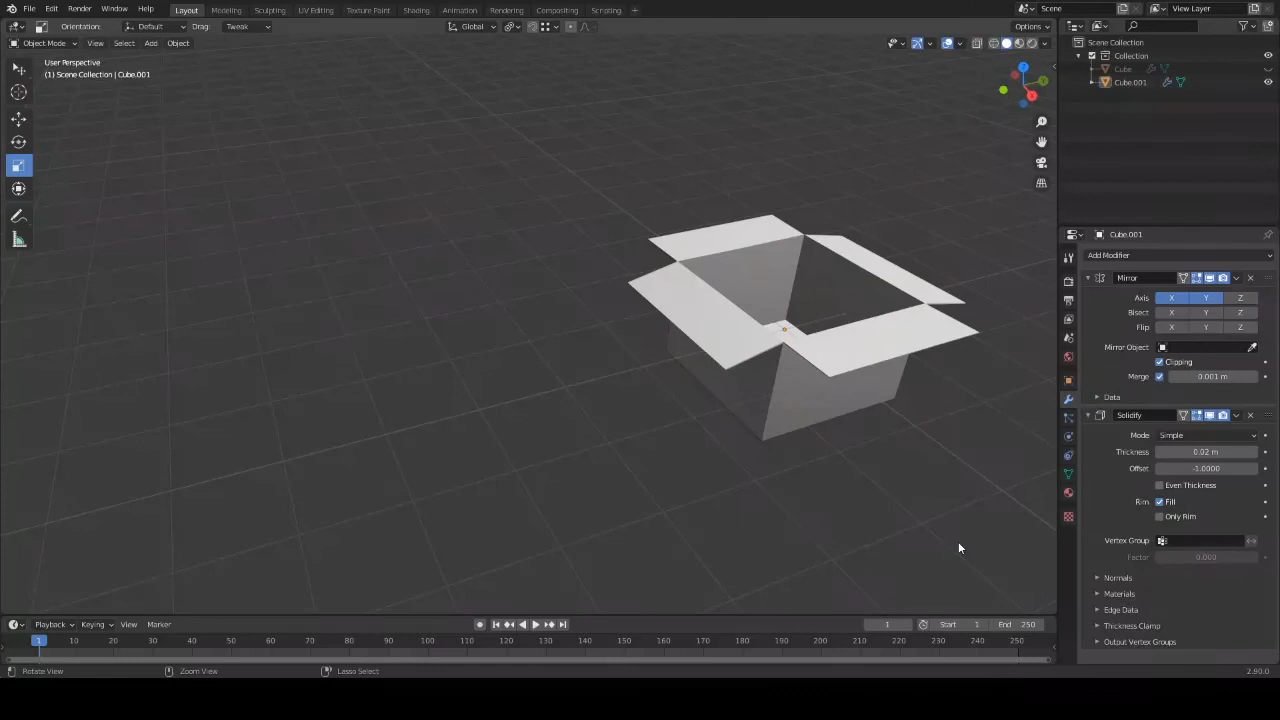 File Edit Render Window Help Layout Modeling Sculpting UV Editing Texture Paint Shading Animation Rendering Compositing Scripting + Scene View Layer
Orientation: Default Drag: Tweak Global Options
Object Mode View Select Add Object
User Perspective
(1) Scene Collection | Cube.001
Z
Y
X
Scene Collection
Collection
Cube
Cube.001
Cube.001
Add Modifier
Mirror
Axis X Y Z
Bisect X Y Z
Flip X Y Z
Mirror Object
Clipping
Merge 0.001 m
Data
Solidify
Mode Simple
Thickness 0.02 m
Offset -1.0000
Even Thickness
Rim Fill
Only Rim
Vertex Group
Factor 0.000
Normals
Materials
Edge Data
Thickness Clamp
Output Vertex Groups
Playback Keying View Marker 1 Start 1 End 250
1 10 20 30 40 50 60 70 80 90 100 110 120 130 140 150 160 170 180 190 200 210 220 230 240 250
Rotate View Zoom View Lasso Select 2.90.0